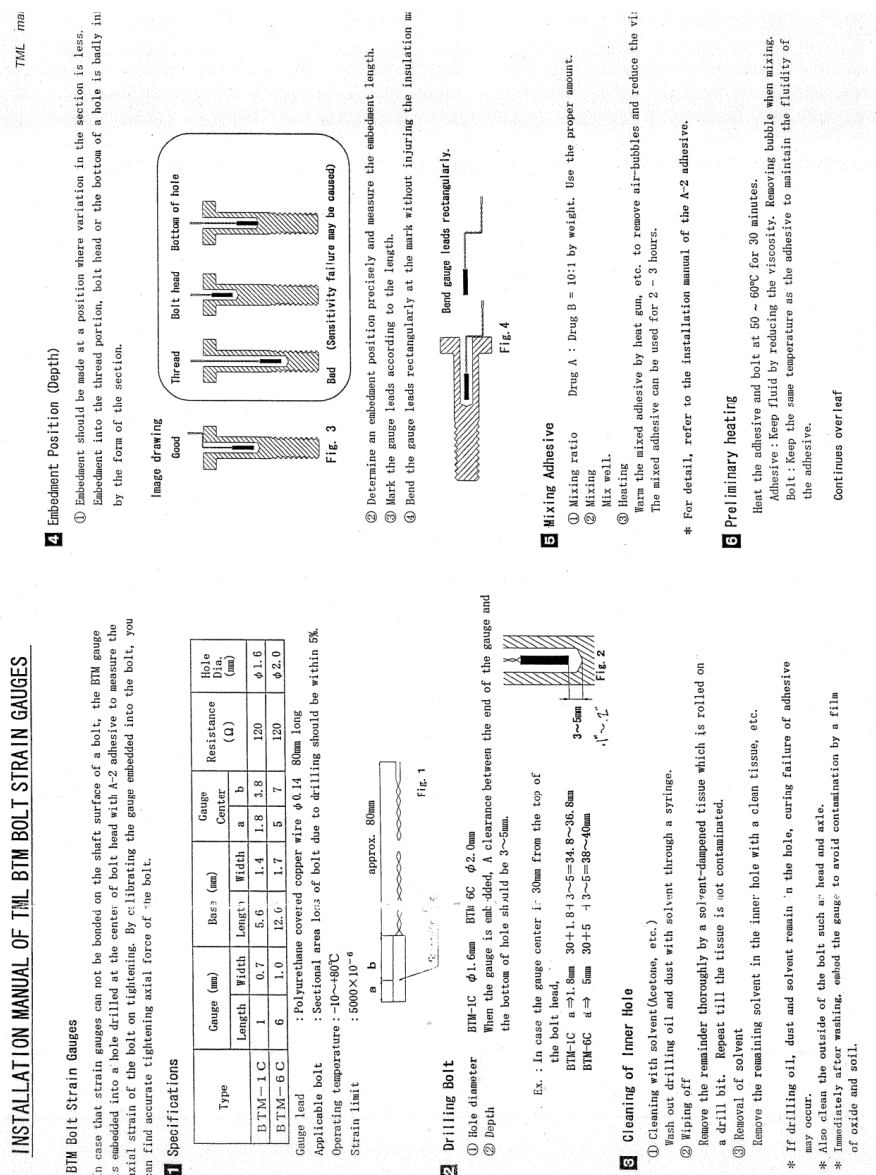 TML
INSTALLATION MANUAL OF TML BTM BOLT STRAIN GAUGES
BTM Bolt Strain Gauges
In case that strain gauges can not be bonded on the shaft surface of a bolt, the BTM gauge
is embedded into a hole drilled at the center of bolt head with A-2 adhesive to measure the
axial strain of the bolt on tightening. By calibrating the gauge embedded into the bolt, you
can find accurate tightening axial force of the bolt.
1 Specifications
Type Gauge (mm) Base (mm) Gauge Center Resistance (Ω) Hole Dia. (mm)
Length Width Length Width a b
BTM-1C 1 0.7 5.6 1.4 1.8 3.8 120 φ1.6
BTM-6C 6 1.0 12.0 1.7 5 7 120 φ2.0
Gauge lead : Polyurethane covered copper wire φ0.14 80mm long
Applicable bolt : Sectional area loss of bolt due to drilling should be within 5%.
Operating temperature : -10~+80℃
Strain limit : 5000×10⁻⁶
a b approx. 80mm
Fig. 1
2 Drilling Bolt
① Hole diameter BTM-1C φ1.6mm BTM-6C φ2.0mm
② Depth When the gauge is embedded, A clearance between the end of the gauge and
the bottom of hole should be 3~5mm.
Ex. : In case the gauge center is 30mm from the top of
the bolt head,
BTM-1C a⇒1.8mm 30+1.8+3~5=34.8~36.8mm
BTM-6C a⇒ 5mm 30+5 +3~5=38~40mm
3~5mm
.1"~.2"
Fig. 2
3 Cleaning of Inner Hole
① Cleaning with solvent(Acetone, etc.)
Wash out drilling oil and dust with solvent through a syringe.
② Wiping off
Remove the remainder thoroughly by a solvent-dampened tissue which is rolled on
a drill bit. Repeat till the tissue is not contaminated.
③ Removal of solvent
Remove the remaining solvent in the inner hole with a clean tissue, etc.
* If drilling oil, dust and solvent remain in the hole, curing failure of adhesive
may occur.
* Also clean the outside of the bolt such as head and axle.
* Immediately after washing, embed the gauge to avoid contamination by a film
of oxide and soil.
4 Embedment Position (Depth)
① Embedment should be made at a position where variation in the section is less.
Embedment into the thread portion, bolt head or the bottom of a hole is badly
by the form of the section.
Image drawing
Good Thread Bolt head Bottom of hole
Fig. 3 Bad (Sensitivity failure may be caused)
② Determine an embedment position precisely and measure the embedment length.
③ Mark the gauge leads according to the length.
④ Bend the gauge leads rectangularly at the mark without injuring the insulation
Bend gauge leads rectangularly.
Fig. 4
5 Mixing Adhesive
① Mixing ratio Drug A : Drug B = 10:1 by weight. Use the proper amount.
② Mixing
Mix well.
③ Heating
Warm the mixed adhesive by heat gun, etc. to remove air-bubbles and reduce the
The mixed adhesive can be used for 2 - 3 hours.
* For detail, refer to the installation manual of the A-2 adhesive.
6 Preliminary heating
Heat the adhesive and bolt at 50 ~ 60℃ for 30 minutes.
Adhesive : Keep fluid by reducing the viscosity. Removing bubble when mixing.
Bolt : Keep the same temperature as the adhesive to maintain the fluidity of
the adhesive.
Continues overleaf